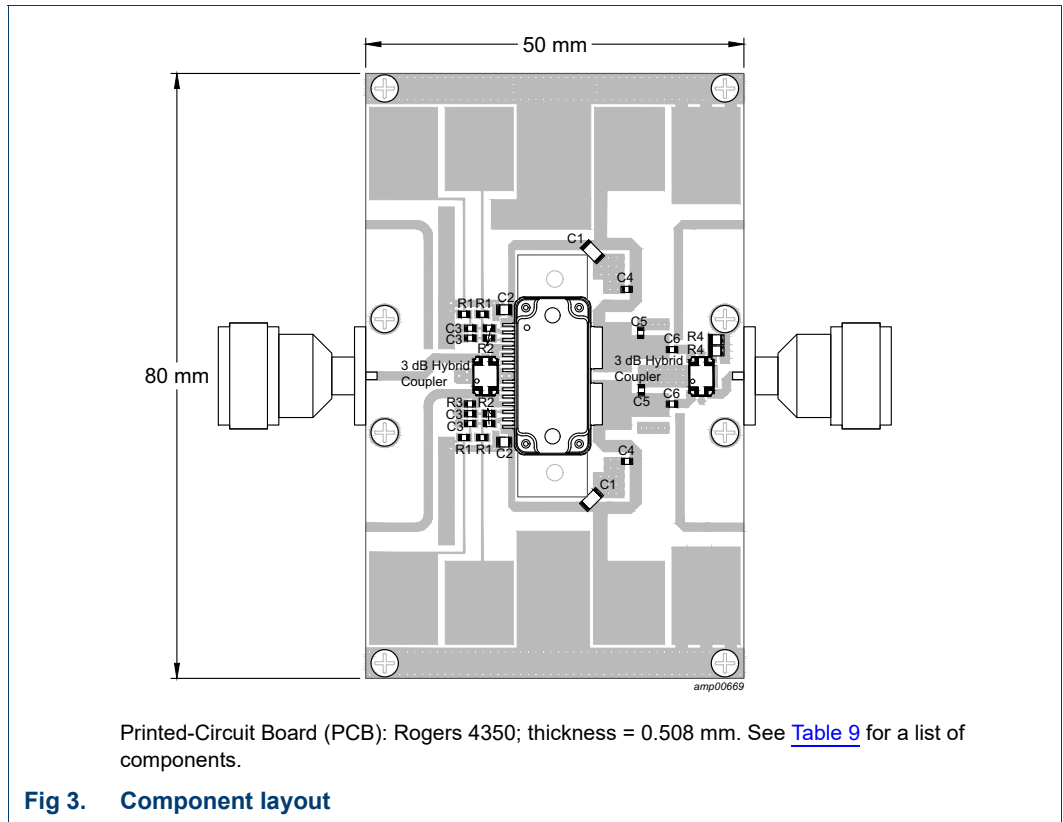 50 mm
80 mm
C1
C4
R1 R1 C2
C3
C3
R2
C5
C6
R4
R4
3 dB Hybrid
Coupler
3 dB Hybrid
Coupler
R3 R2
C3
C3
C5
C6
R1 R1 C2
C4
C1
amp00669
Printed-Circuit Board (PCB): Rogers 4350; thickness = 0.508 mm. See Table 9 for a list of
components.
Fig 3. Component layout